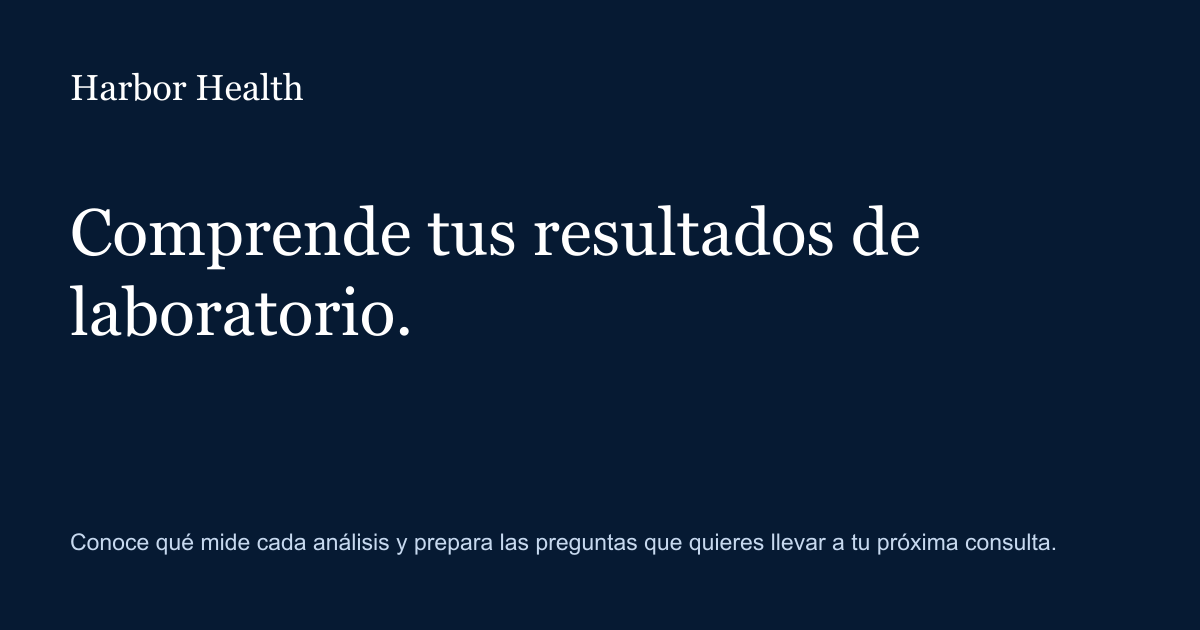 Harbor Health
Comprende tus resultados de
laboratorio.
Conoce qué mide cada análisis y prepara las preguntas que quieres llevar a tu próxima consulta.